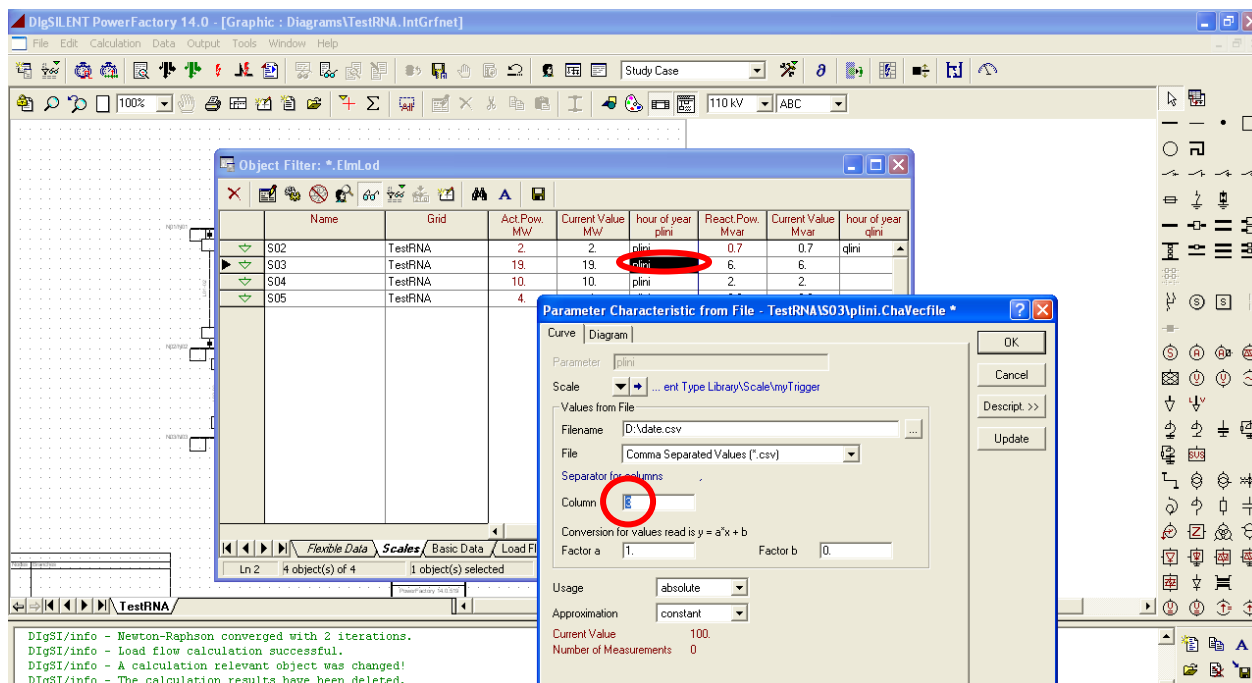 DIgSILENT PowerFactory 14.0 - [Graphic : Diagrams\TestRNA.IntGrfnet]
File Edit Calculation Data Output Tools Window Help
Study Case
100% 110 kV ABC
Object Filter: *.ElmLod
Name Grid Act.Pow. MW Current Value MW hour of year plini React.Pow. Mvar Current Value Mvar hour of year qlini
S02 TestRNA 2. 2. plini 0.7 0.7 qlini
S03 TestRNA 19. 19. plini 6. 6.
S04 TestRNA 10. 10. plini 2. 2.
S05 TestRNA 4.
Flexible Data Scales Basic Data Load Fl
Ln 2 4 object(s) of 4 1 object(s) selec
Parameter Characteristic from File - TestRNA\S03\plini.ChaVecfile *
Curve Diagram
OK
Parameter plini
Cancel
Scale ... ent Type Library\Scale\myTrigger
Descript. >>
Values from File
Filename D:\date.csv ...
Update
File Comma Separated Values (*.csv)
Separator for columns ,
Column 3
Conversion for values read is y = a*x + b
Factor a 1. Factor b 0.
Usage absolute
Approximation constant
Current Value 100.
Number of Measurements 0
TestRNA
DIgSI/info - Newton-Raphson converged with 2 iterations.
DIgSI/info - Load flow calculation successful.
DIgSI/info - A calculation relevant object was changed!
DIgSI/info - The calculation results have been deleted.